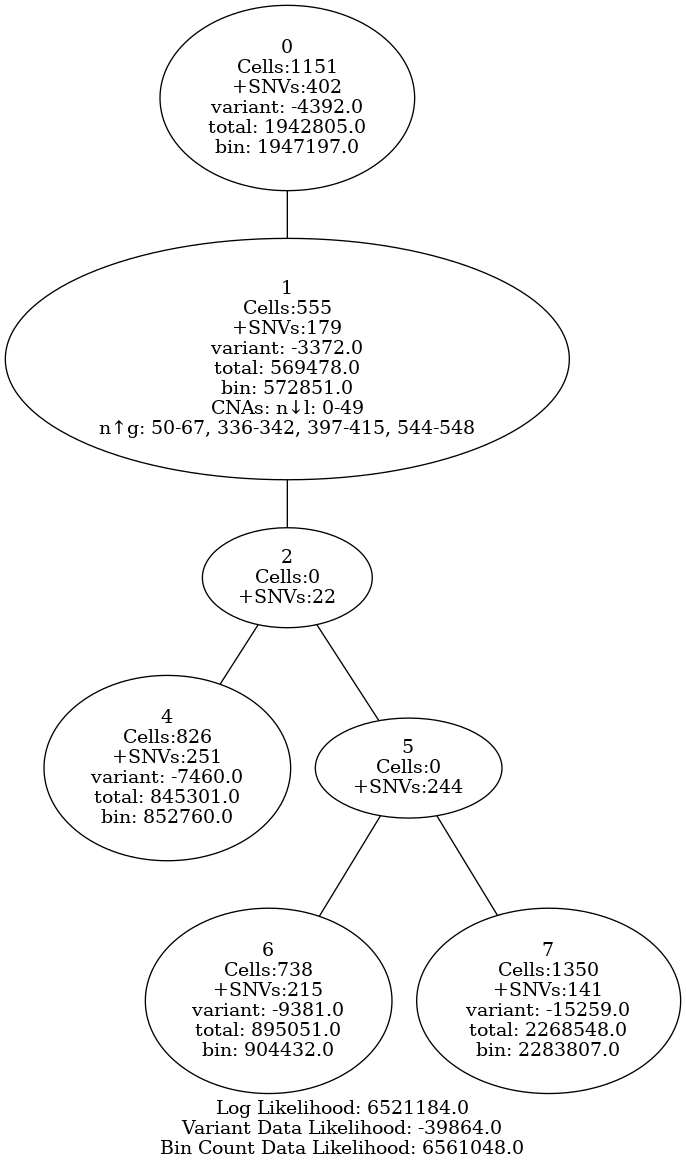 0
Cells:1151
+SNVs:402
variant: -4392.0
total: 1942805.0
bin: 1947197.0
1
Cells:555
+SNVs:179
variant: -3372.0
total: 569478.0
bin: 572851.0
CNAs: n↓l: 0-49
n↑g: 50-67, 336-342, 397-415, 544-548
2
Cells:0
+SNVs:22
4
Cells:826
+SNVs:251
variant: -7460.0
total: 845301.0
bin: 852760.0
5
Cells:0
+SNVs:244
6
Cells:738
+SNVs:215
variant: -9381.0
total: 895051.0
bin: 904432.0
7
Cells:1350
+SNVs:141
variant: -15259.0
total: 2268548.0
bin: 2283807.0
Log Likelihood: 6521184.0
Variant Data Likelihood: -39864.0
Bin Count Data Likelihood: 6561048.0